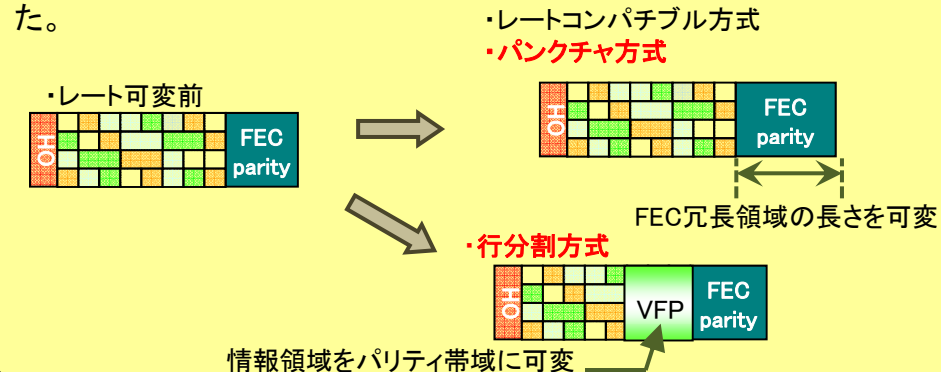 た。
・レートコンパチブル方式
・パンクチャ方式
・レート可変前
OH
FEC
parity
OH
FEC
parity
FEC冗長領域の長さを可変
・行分割方式
OH
VFP
FEC
parity
情報領域をパリティ帯域に可変